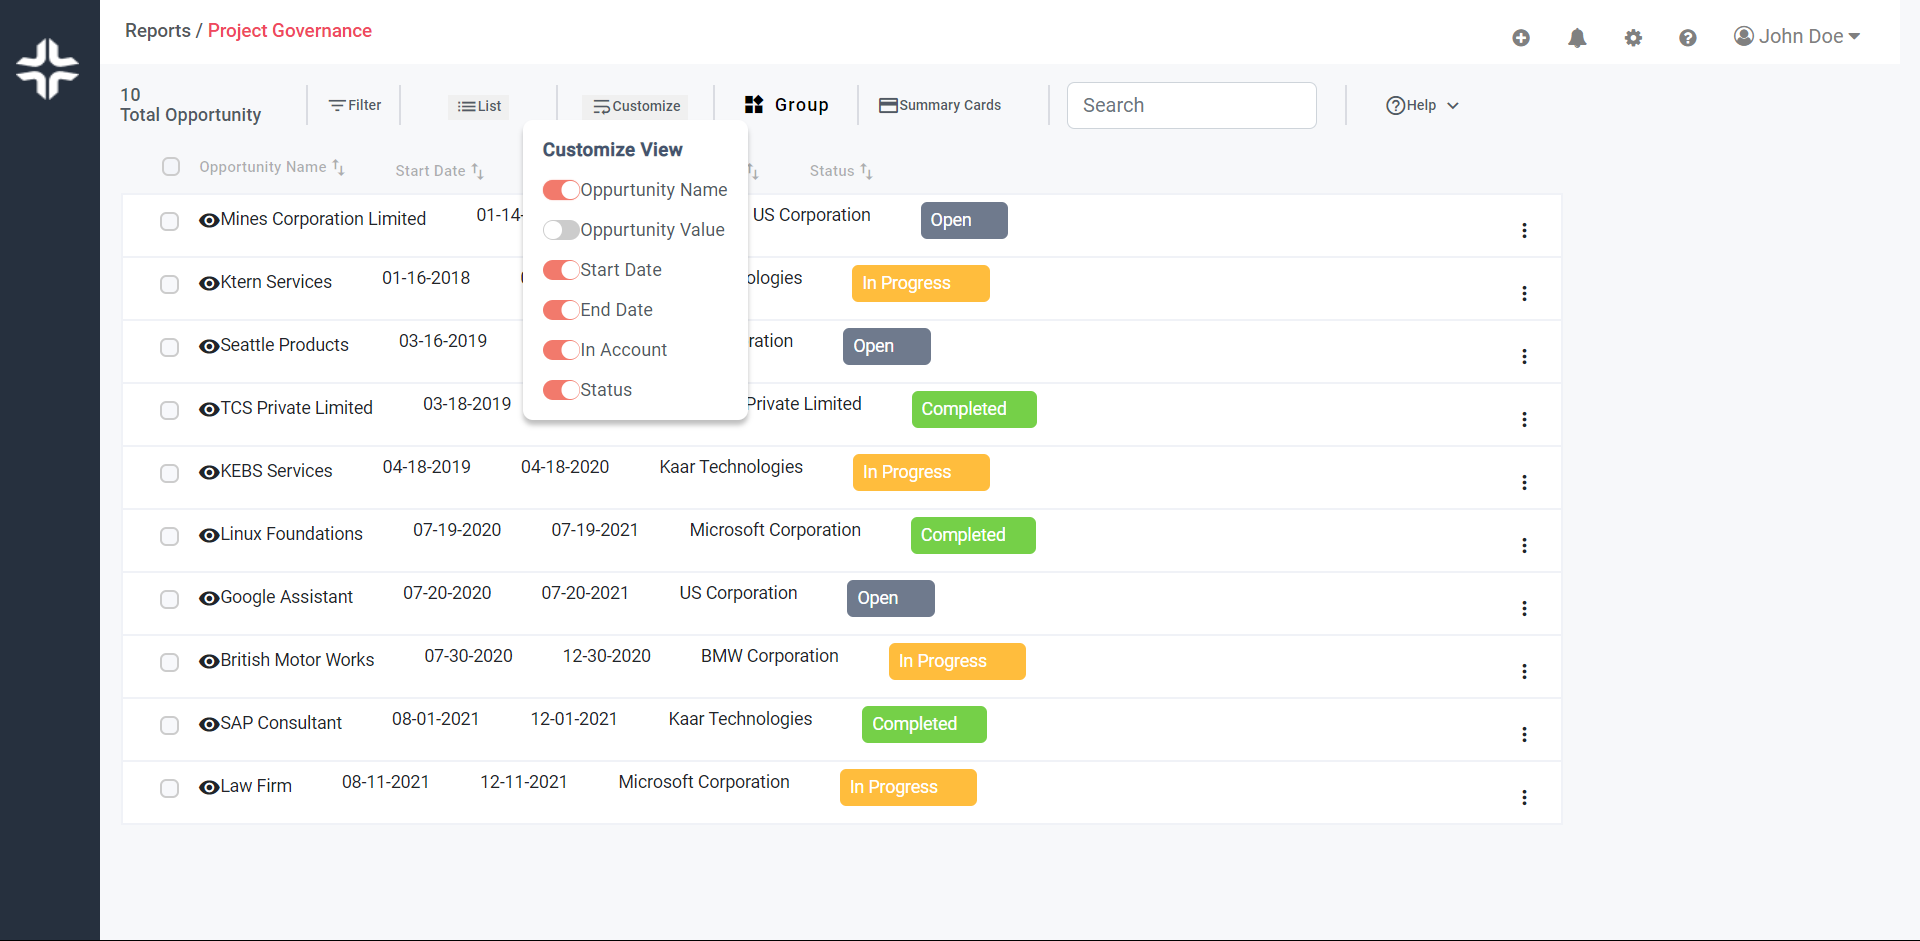 Reports / Project Governance
John Doe
10
Total Opportunity
Filter
List
Customize
Group
Summary Cards
Search
Help
Opportunity Name
Start Date
Status
Customize View
Oppurtunity Name
Oppurtunity Value
Start Date
End Date
In Account
Status
Mines Corporation Limited 01-14- US Corporation Open
Ktern Services 01-16-2018 ologies In Progress
Seattle Products 03-16-2019 ration Open
TCS Private Limited 03-18-2019 Private Limited Completed
KEBS Services 04-18-2019 04-18-2020 Kaar Technologies In Progress
Linux Foundations 07-19-2020 07-19-2021 Microsoft Corporation Completed
Google Assistant 07-20-2020 07-20-2021 US Corporation Open
British Motor Works 07-30-2020 12-30-2020 BMW Corporation In Progress
SAP Consultant 08-01-2021 12-01-2021 Kaar Technologies Completed
Law Firm 08-11-2021 12-11-2021 Microsoft Corporation In Progress